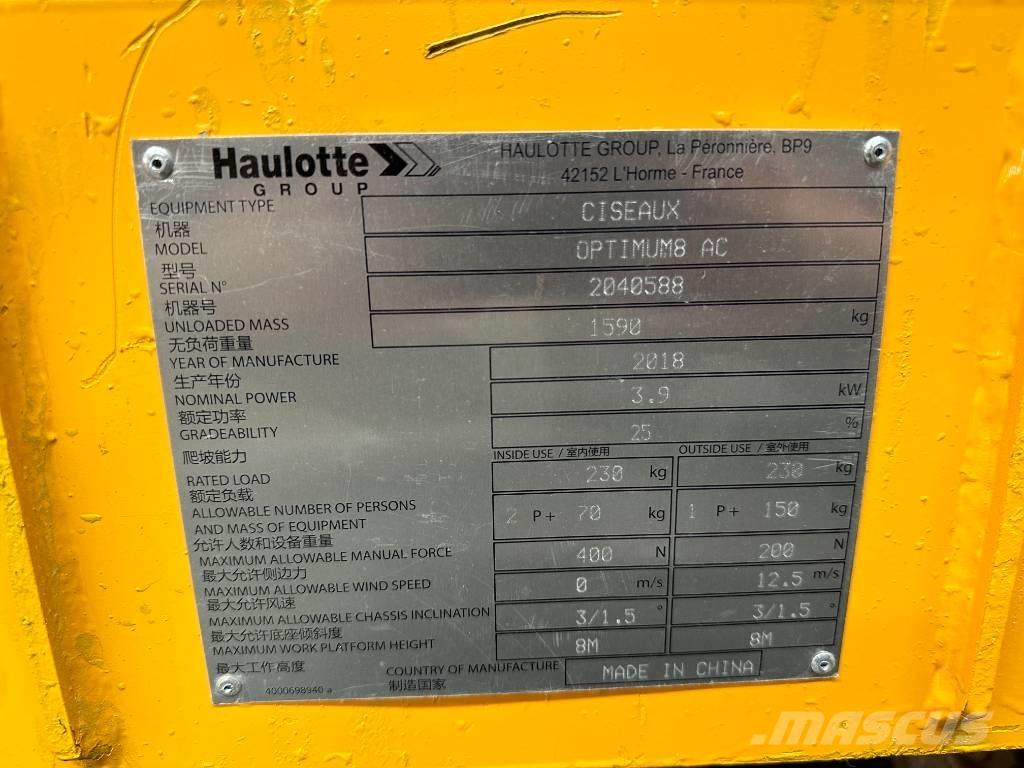 Haulotte
GROUP
HAULOTTE GROUP, La Péronnière, BP9
42152 L'Horme - France
EQUIPMENT TYPE CISEAUX
机器
MODEL OPTIMUM8 AC
型号
SERIAL N° 2040588
机器号
UNLOADED MASS 1590 kg
无负荷重量
YEAR OF MANUFACTURE 2018
生产年份
NOMINAL POWER 3.9 kW
额定功率
GRADEABILITY 25 %
爬坡能力
INSIDE USE / 室内使用 OUTSIDE USE / 室外使用
RATED LOAD 230 kg 230 kg
额定负载
ALLOWABLE NUMBER OF PERSONS
AND MASS OF EQUIPMENT 2 P+ 70 kg 1 P+ 150 kg
允许人数和设备重量
MAXIMUM ALLOWABLE MANUAL FORCE 400 N 200 N
最大允许侧边力
MAXIMUM ALLOWABLE WIND SPEED 0 m/s 12.5 m/s
最大允许风速
MAXIMUM ALLOWABLE CHASSIS INCLINATION 3/1.5 ° 3/1.5 °
最大允许底座倾斜度
MAXIMUM WORK PLATFORM HEIGHT 8M 8M
最大工作高度
COUNTRY OF MANUFACTURE MADE IN CHINA
制造国家
4000698940 a
MASCUS